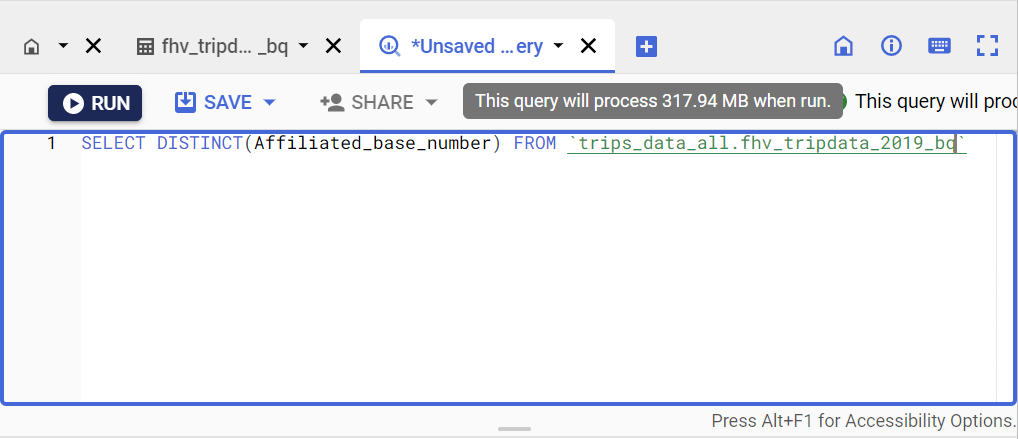 fhv_tripd... _bq
*Unsaved ...ery
RUN
SAVE
SHARE
This query will process 317.94 MB when run.
This query will proc
1 SELECT DISTINCT(Affiliated_base_number) FROM `trips_data_all.fhv_tripdata_2019_bq`
Press Alt+F1 for Accessibility Options.